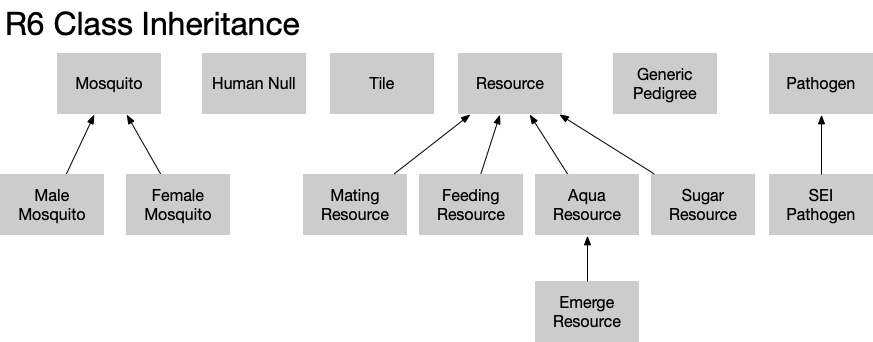 R6 Class Inheritance
Mosquito
Human Null
Tile
Resource
Generic
Pedigree
Pathogen
Male
Mosquito
Female
Mosquito
Mating
Resource
Feeding
Resource
Aqua
Resource
Sugar
Resource
SEI
Pathogen
Emerge
Resource